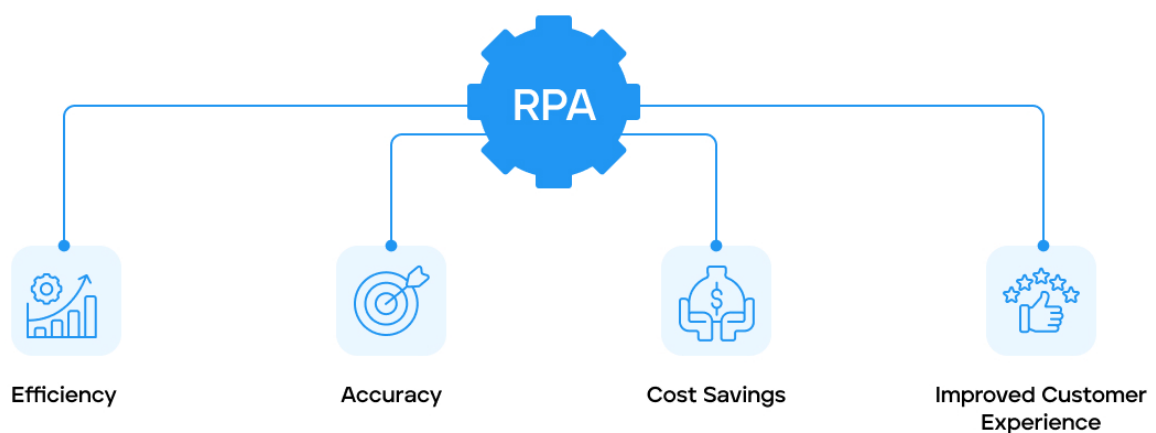 RPA
$
Efficiency
Accuracy
Cost Savings
Improved Customer
Experience